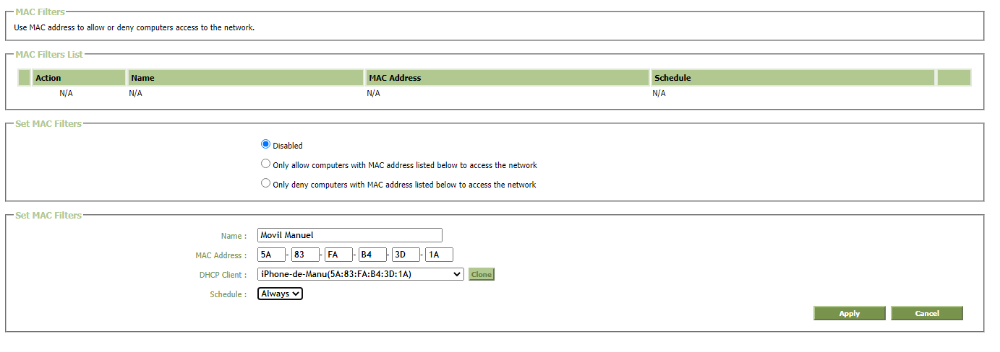 MAC Filters
Use MAC address to allow or deny computers access to the network.
MAC Filters List
Action Name MAC Address Schedule
N/A N/A N/A N/A
Set MAC Filters
Disabled
Only allow computers with MAC address listed below to access the network
Only deny computers with MAC address listed below to access the network
Set MAC Filters
Name : Movil Manuel
MAC Address : 5A - 83 - FA - B4 - 3D - 1A
DHCP Client : iPhone-de-Manu(5A:83:FA:B4:3D:1A) Clone
Schedule : Always
Apply Cancel